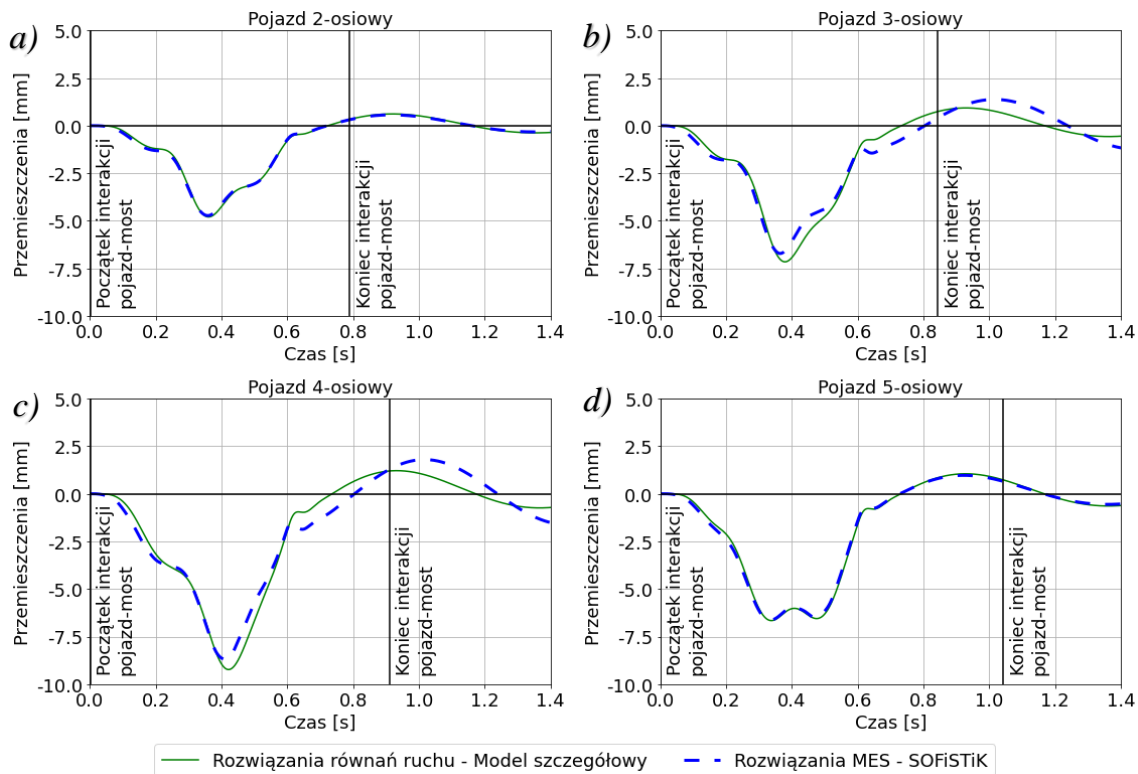 a)
Pojazd 2-osiowy
Przemieszczenia [mm]
5.0
2.5
0.0
-2.5
-5.0
-7.5
-10.0
Początek interakcji
pojazd-most
Koniec interakcji
pojazd-most
0.0 0.2 0.4 0.6 0.8 1.0 1.2 1.4
Czas [s]
b)
Pojazd 3-osiowy
Przemieszczenia [mm]
5.0
2.5
0.0
-2.5
-5.0
-7.5
-10.0
Początek interakcji
pojazd-most
Koniec interakcji
pojazd-most
0.0 0.2 0.4 0.6 0.8 1.0 1.2 1.4
Czas [s]
c)
Pojazd 4-osiowy
Przemieszczenia [mm]
5.0
2.5
0.0
-2.5
-5.0
-7.5
-10.0
Początek interakcji
pojazd-most
Koniec interakcji
pojazd-most
0.0 0.2 0.4 0.6 0.8 1.0 1.2 1.4
Czas [s]
d)
Pojazd 5-osiowy
Przemieszczenia [mm]
5.0
2.5
0.0
-2.5
-5.0
-7.5
-10.0
Początek interakcji
pojazd-most
Koniec interakcji
pojazd-most
0.0 0.2 0.4 0.6 0.8 1.0 1.2 1.4
Czas [s]
Rozwiązania równań ruchu - Model szczegółowy
Rozwiązania MES - SOFiSTiK